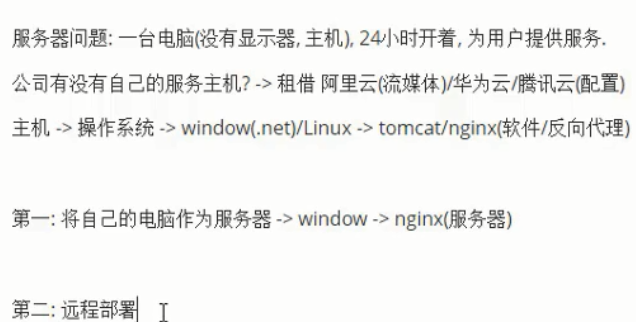 服务器问题: 一台电脑(没有显示器, 主机), 24小时开着, 为用户提供服务.
公司有没有自己的服务主机? -> 租借 阿里云(流媒体)/华为云/腾讯云(配置)
主机 -> 操作系统 -> window(.net)/Linux -> tomcat/nginx(软件/反向代理)
第一: 将自己的电脑作为服务器 -> window -> nginx(服务器)
第二: 远程部署